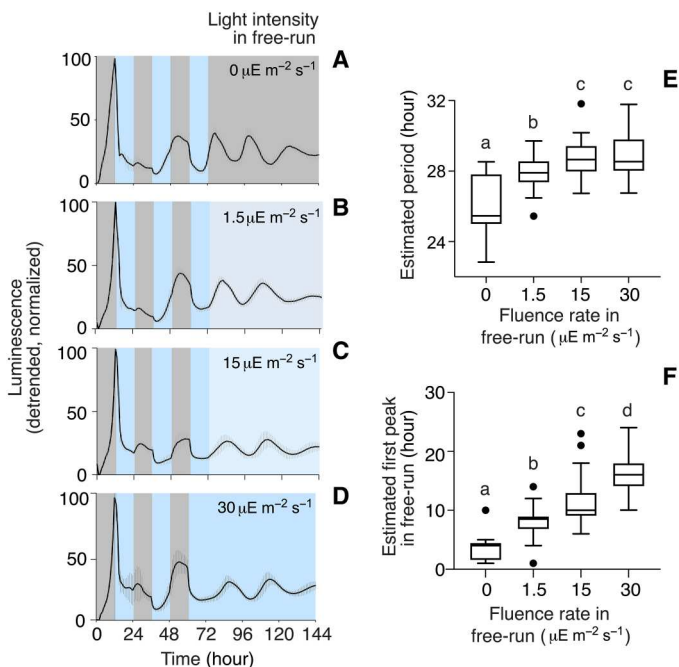 Light intensity
in free-run
A
0 µE m⁻² s⁻¹
100
50
0
B
1.5 µE m⁻² s⁻¹
100
50
0
C
15 µE m⁻² s⁻¹
100
50
0
D
30 µE m⁻² s⁻¹
100
50
0
Luminescence
(detrended, normalized)
0 24 48 72 96 120 144
Time (hour)
E
Estimated period (hour)
32
28
24
a b c c
0 1.5 15 30
Fluence rate in
free-run (µE m⁻² s⁻¹)
F
Estimated first peak
in free-run (hour)
30
20
10
0
a b c d
0 1.5 15 30
Fluence rate in
free-run (µE m⁻² s⁻¹)